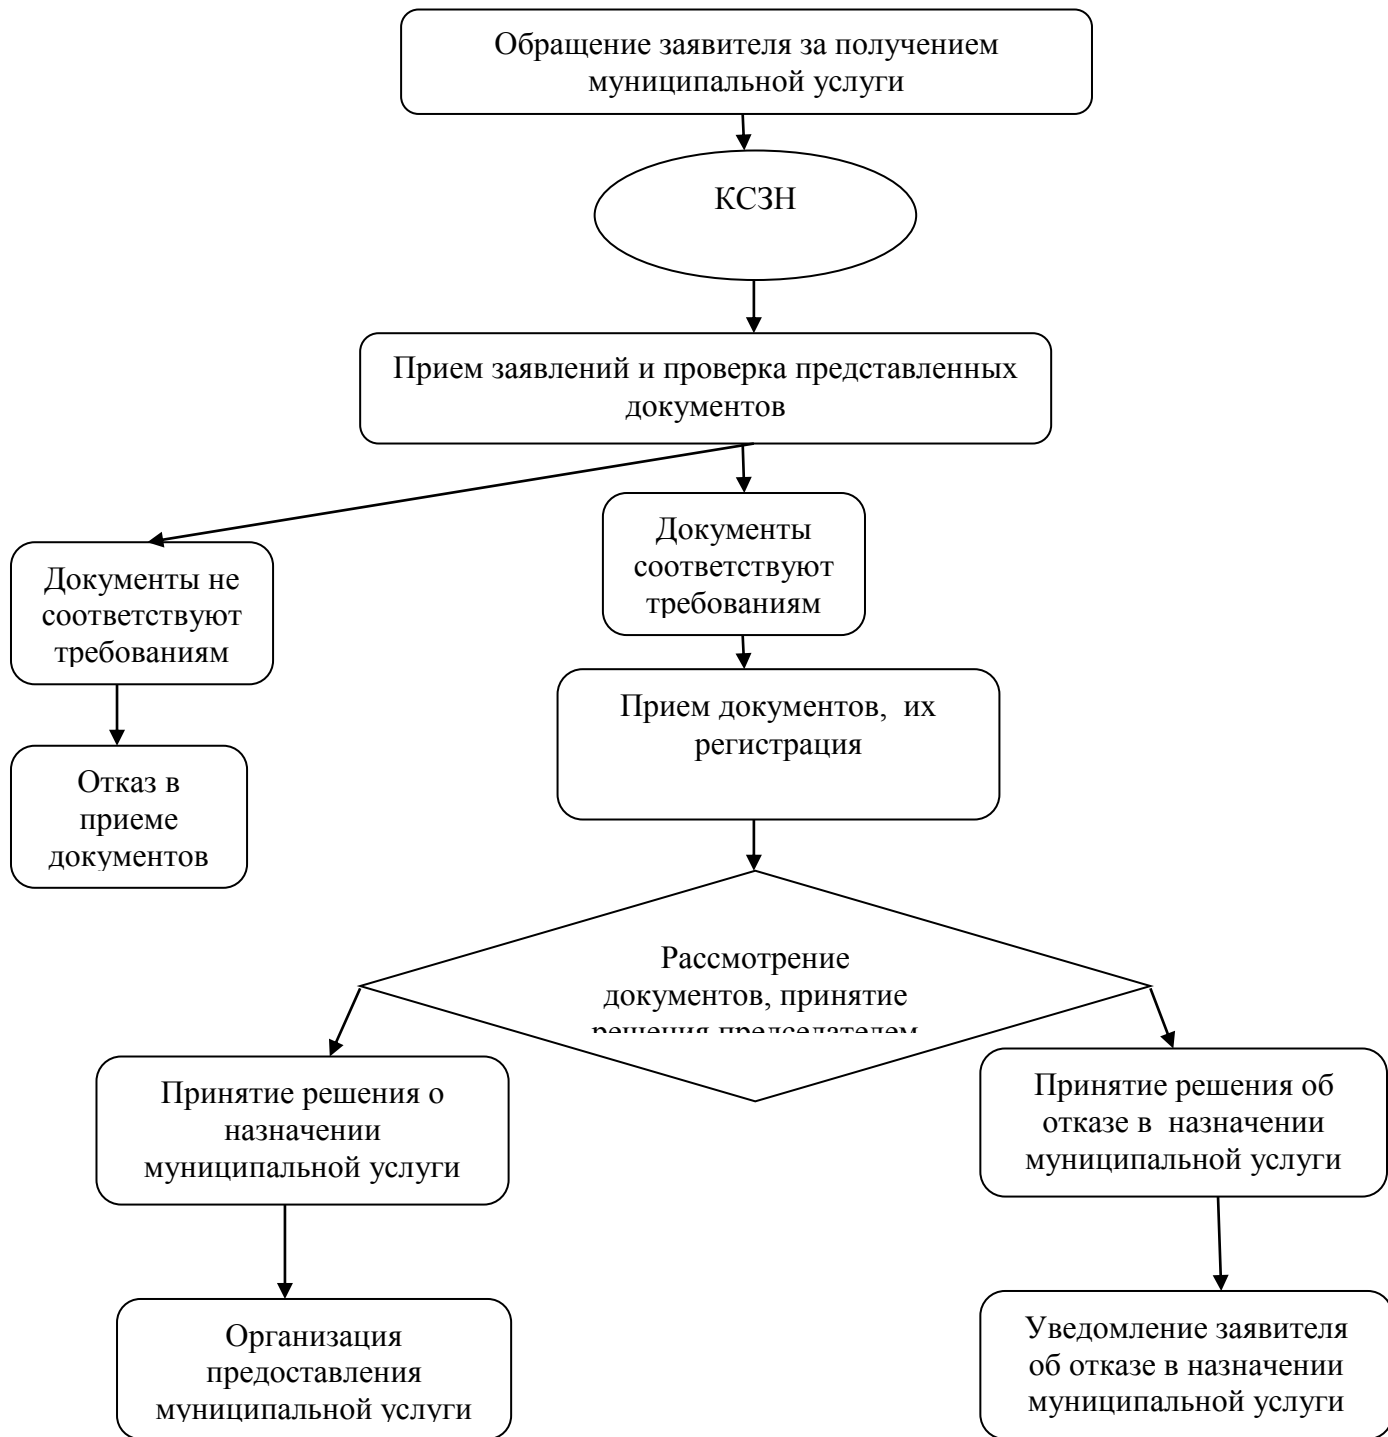 Обращение заявителя за получением
муниципальной услуги
КСЗН
Прием заявлений и проверка представленных
документов
Документы
соответствуют
требованиям
Документы не
соответствуют
требованиям
Прием документов,  их
регистрация
Отказ в
приеме
документов
Рассмотрение
документов, принятие
решения председателем
Принятие решения о
назначении
муниципальной услуги
Принятие решения об
отказе в  назначении
муниципальной услуги
Организация
предоставления
муниципальной услуги
Уведомление заявителя
об отказе в назначении
муниципальной услуги